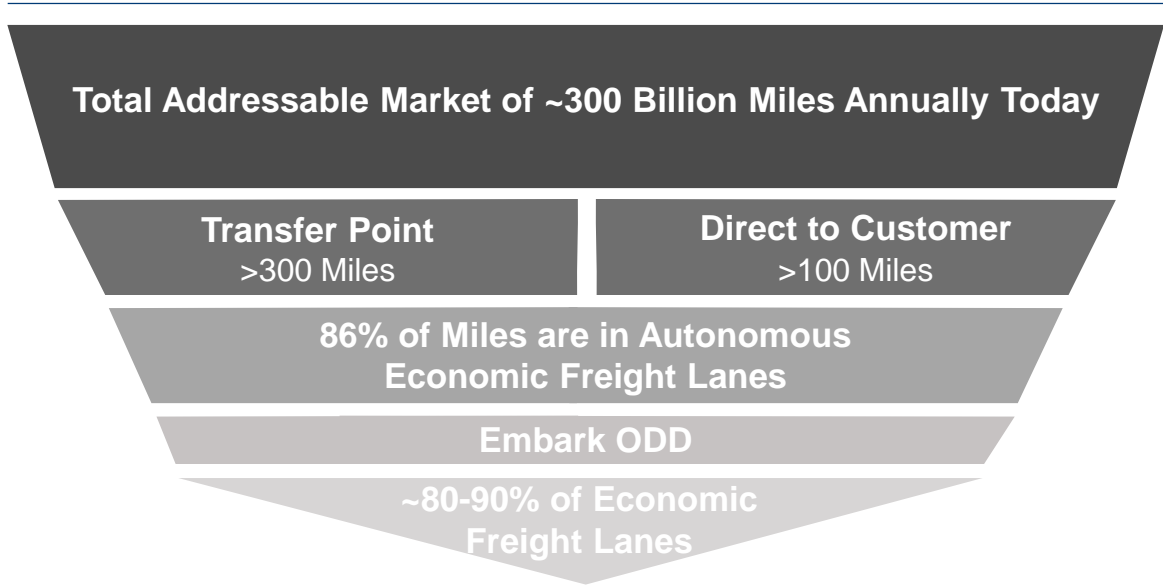 Total Addressable Market of ~300 Billion Miles Annually Today
Transfer Point
>300 Miles
Direct to Customer
>100 Miles
86% of Miles are in Autonomous
Economic Freight Lanes
Embark ODD
~80-90% of Economic
Freight Lanes